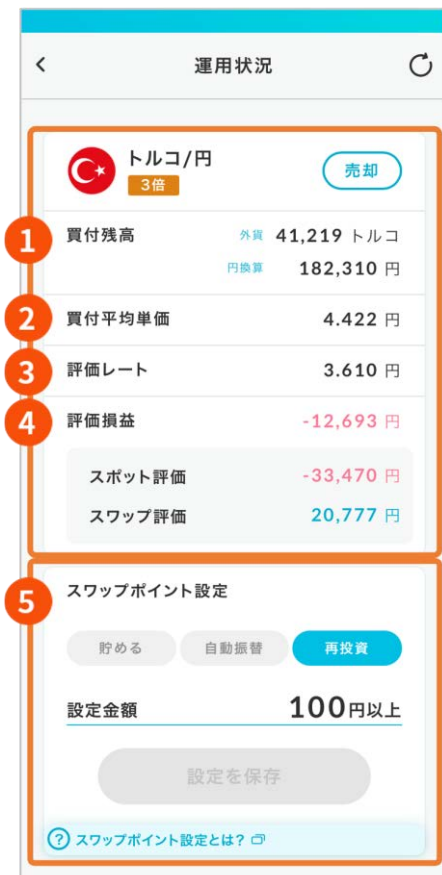 運用状況
トルコ/円
3倍
売却
1
買付残高 外貨 41,219 トルコ
円換算 182,310 円
2
買付平均単価 4.422 円
3
評価レート 3.610 円
4
評価損益 -12,693 円
スポット評価 -33,470 円
スワップ評価 20,777 円
5
スワップポイント設定
貯める 自動振替 再投資
設定金額 100円以上
設定を保存
? スワップポイント設定とは?